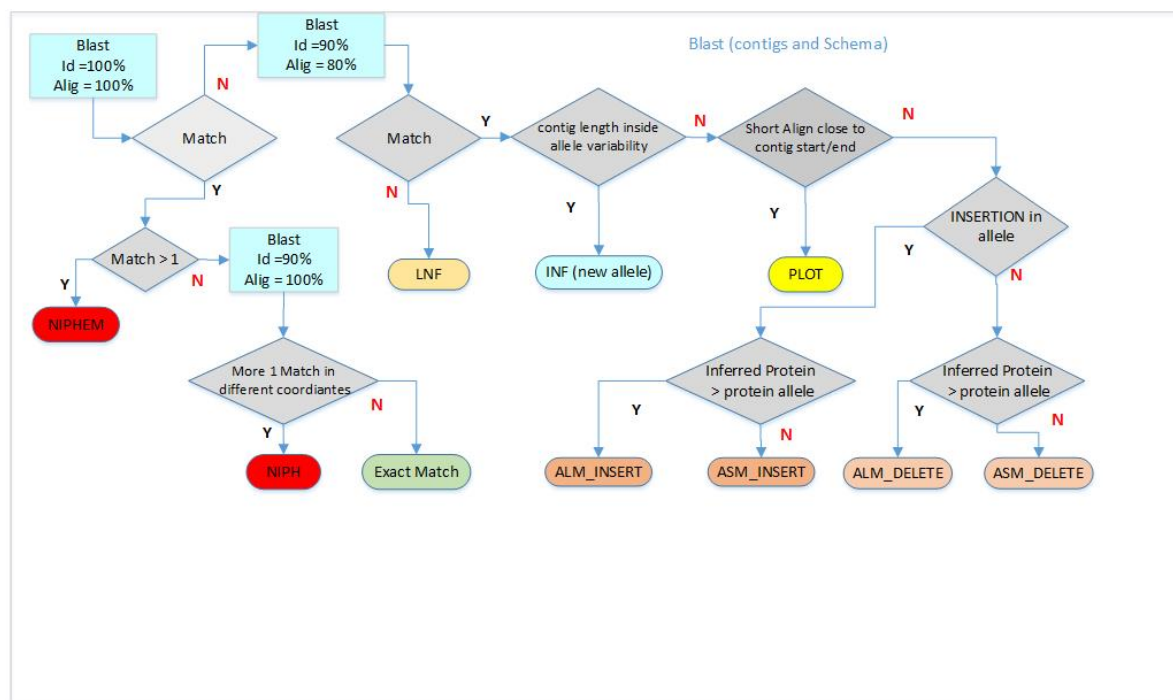 Blast
Id =100%
Alig = 100%
Blast
Id =90%
Alig = 80%
Blast (contigs and Schema)
N
Match
Match
Y
contig length inside
allele variability
N
Short Align close to
contig start/end
N
Y
N
Y
Y
INSERTION in
allele
Match > 1
N
Blast
Id =90%
Alig = 100%
Y
LNF
INF (new allele)
PLOT
Y
N
NIPHEM
More 1 Match in
different coordiantes
N
Y
Inferred Protein
> protein allele
Y
N
Inferred Protein
> protein allele
Y
N
NIPH
Exact Match
ALM_INSERT
ASM_INSERT
ALM_DELETE
ASM_DELETE